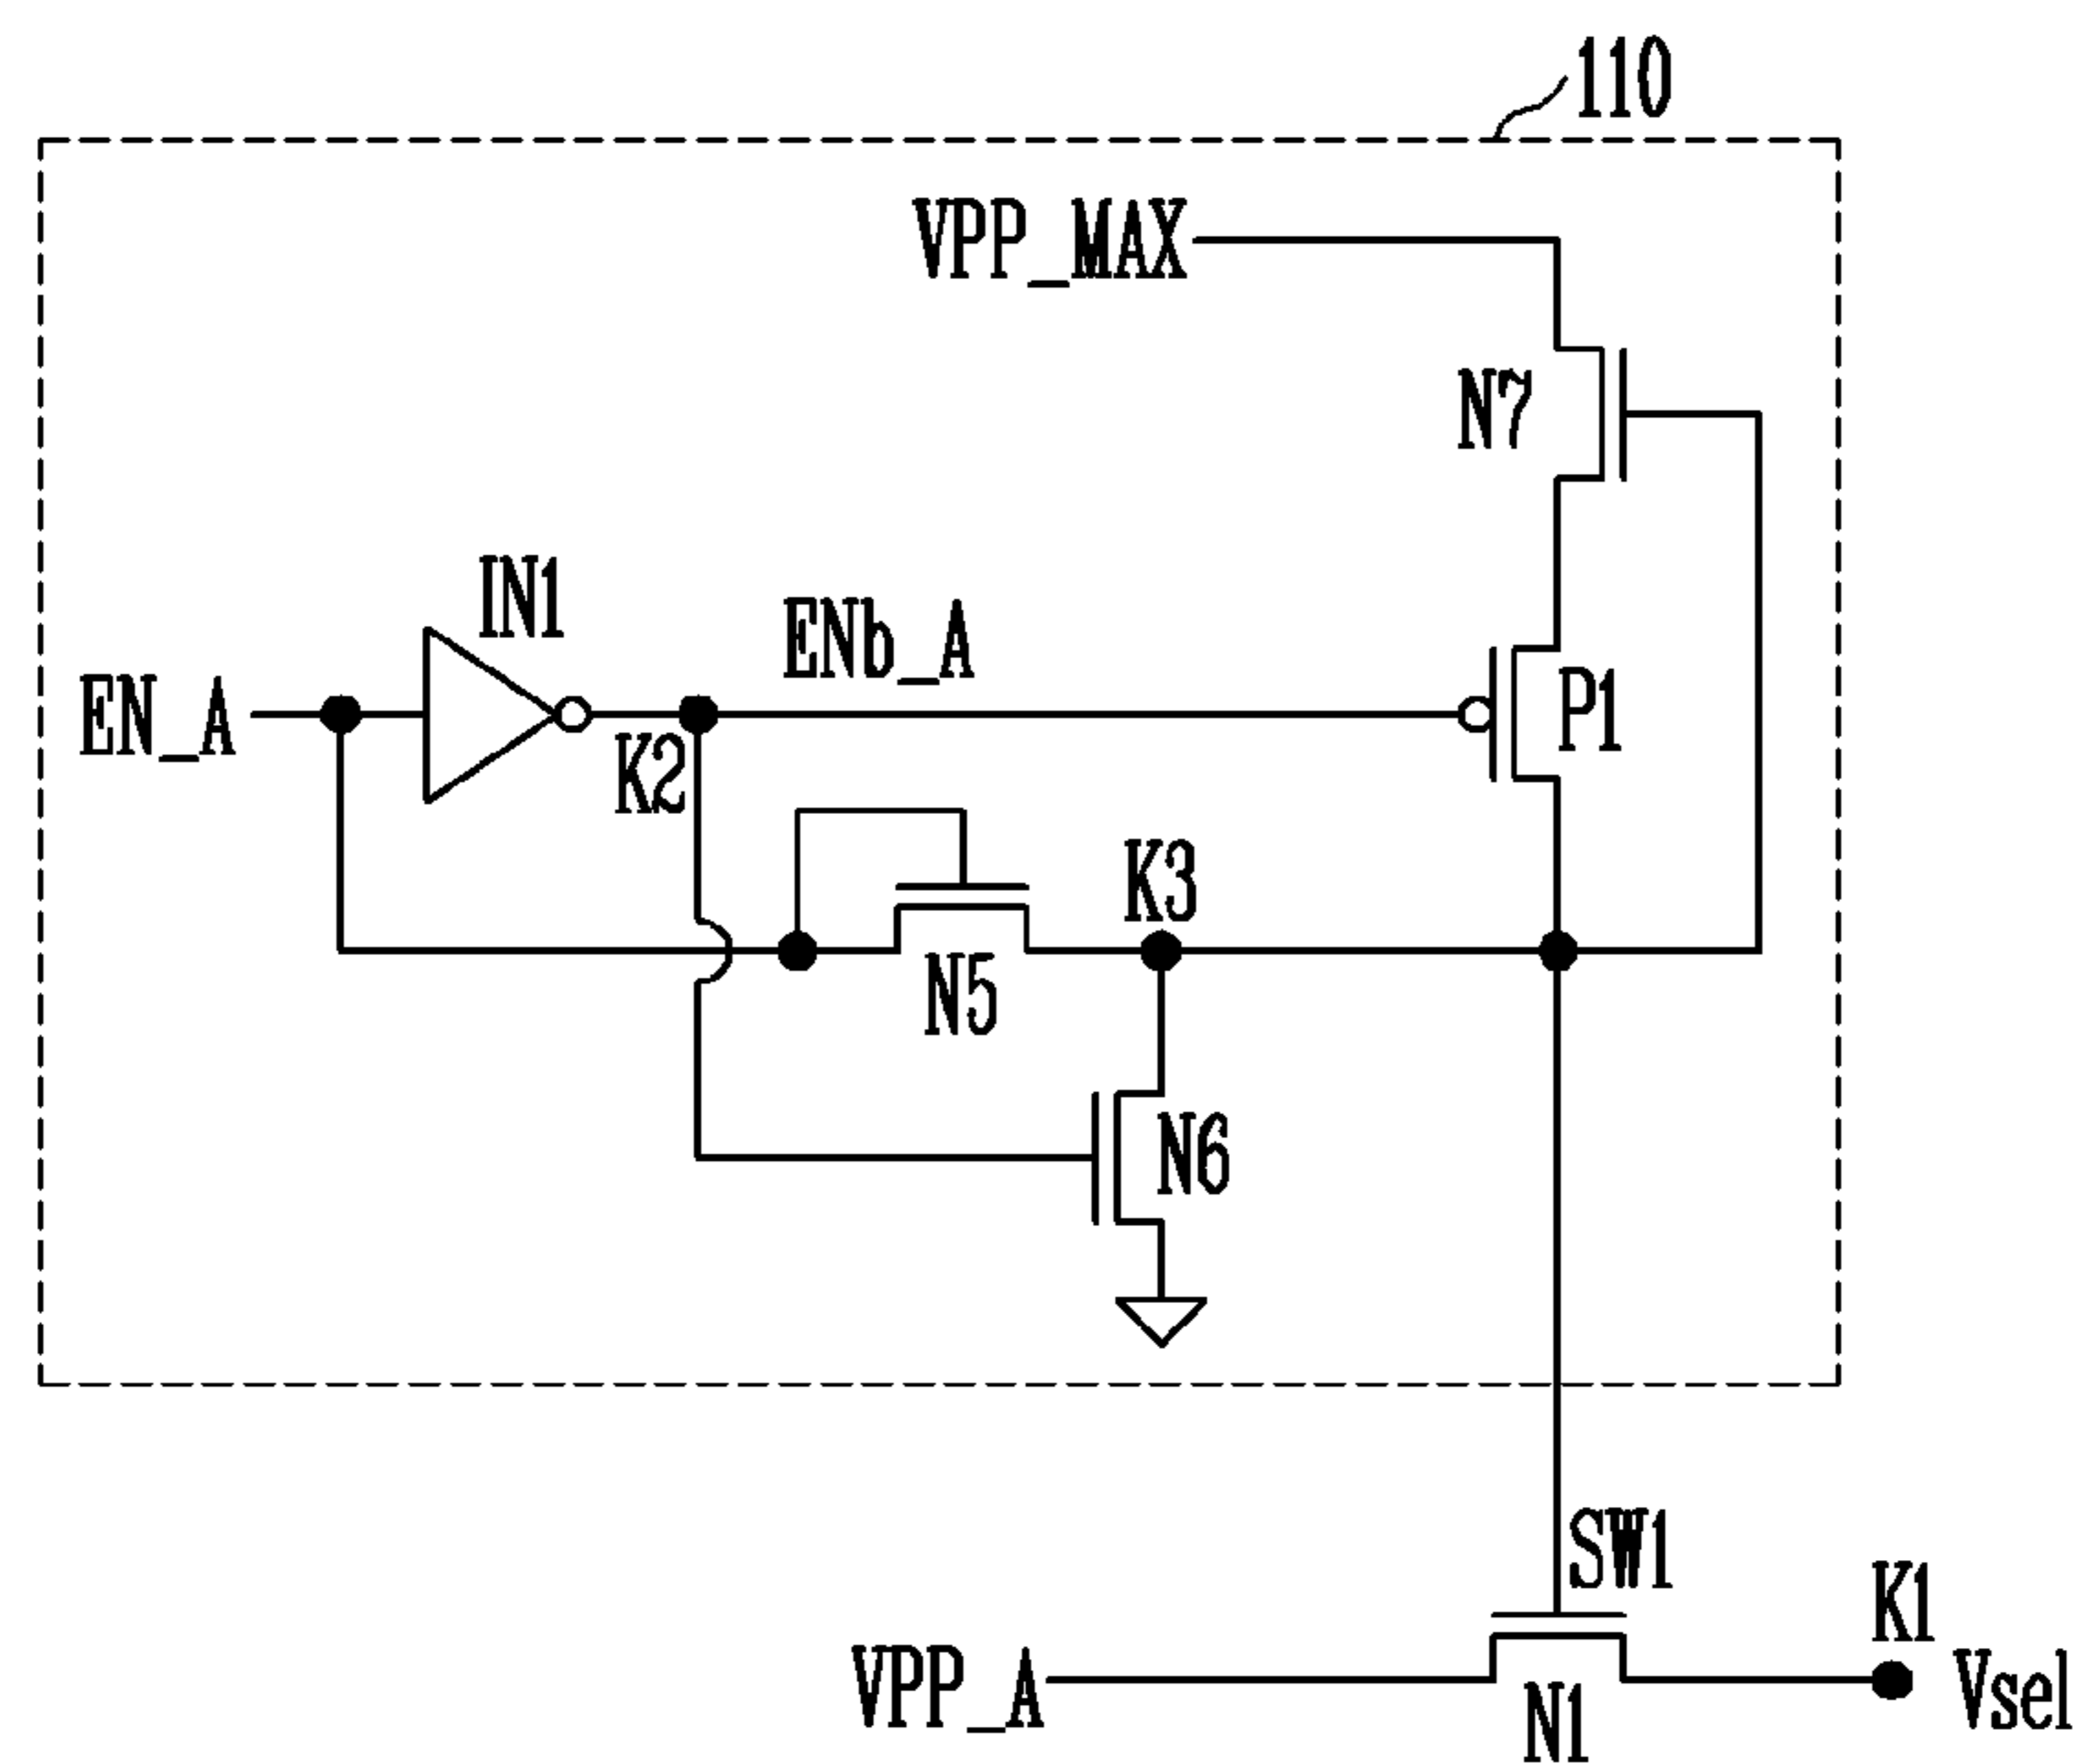 110
VPP_MAX
N7
IN1
ENb_A
EN_A
P1
K2
K3
N5
N6
SW1
K1
VPP_A
Vsel
N1